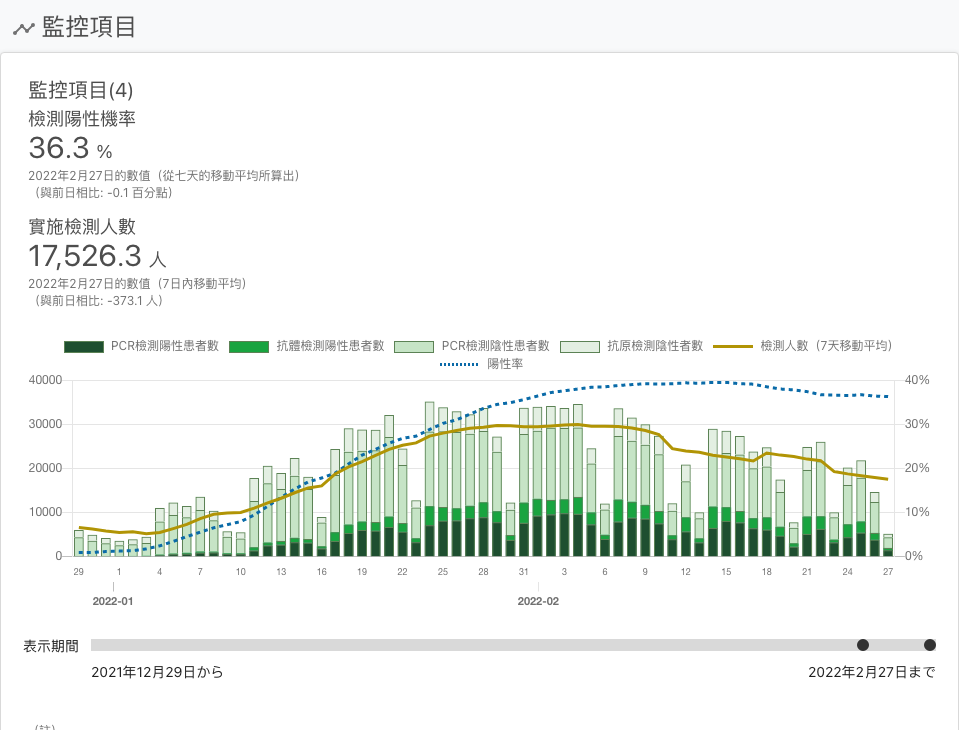 監控項目
監控項目(4)
檢測陽性機率
36.3 %
2022年2月27日的數值（從七天的移動平均所算出）
（與前日相比: -0.1 百分點）
實施檢測人數
17,526.3 人
2022年2月27日的數值（7日內移動平均）
（與前日相比: -373.1 人）
PCR檢測陽性患者數 抗體檢測陽性患者數 PCR檢測陰性患者數 抗原檢測陰性者數 檢測人數（7天移動平均）
陽性率
40000 40%
30000 30%
20000 20%
10000 10%
0 0%
29 1 4 7 10 13 16 19 22 25 28 31 3 6 9 12 15 18 21 24 27
2022-01 2022-02
表示期間
2021年12月29日から 2022年2月27日まで
（註）